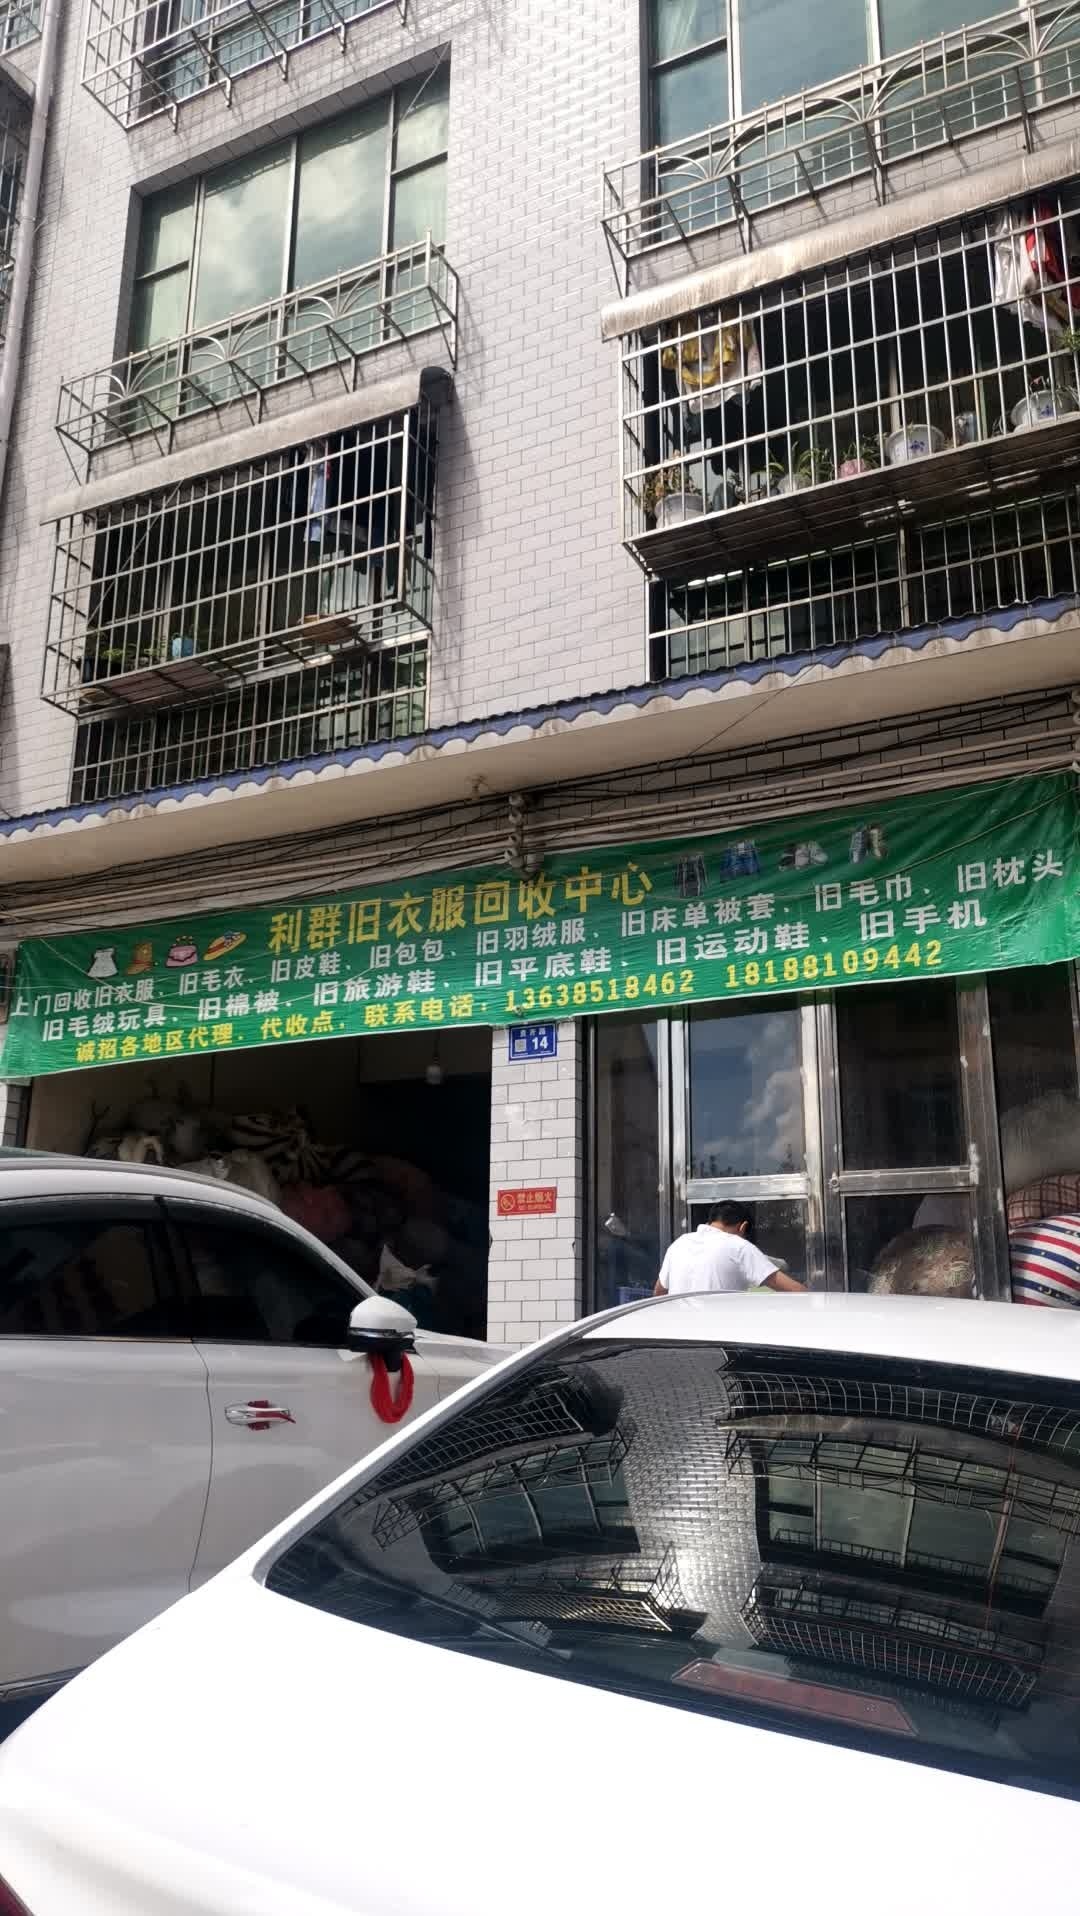 利群旧衣服回收中心
上门回收旧衣服、旧毛衣、旧皮鞋、旧包包、旧羽绒服、旧床单被套、旧毛巾、旧枕头
旧毛绒玩具、旧棉被、旧旅游鞋、旧平底鞋、旧运动鞋、旧手机
诚招各地区代理．代收点．联系电话：13638518462 18188109442
14
禁止烟火